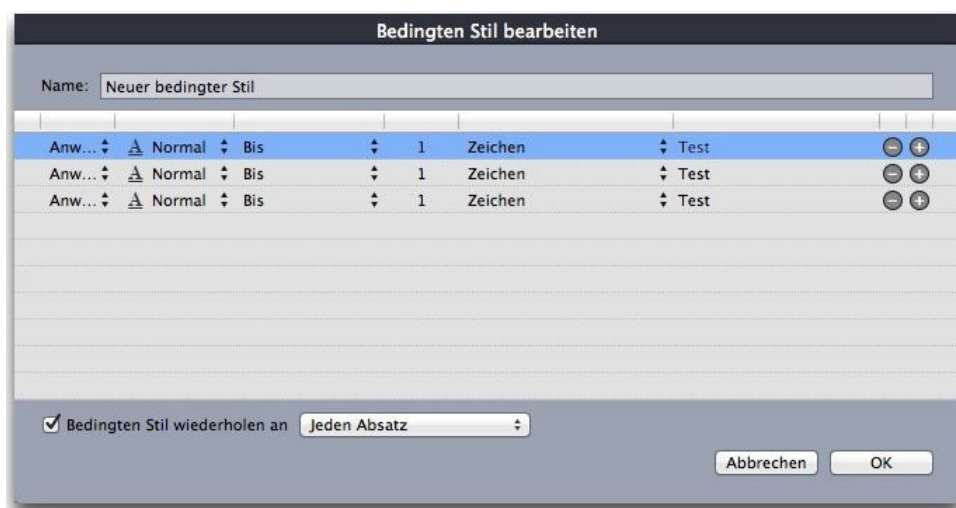 Bedingten Stil bearbeiten
Name: Neuer bedingter Stil
Anw... A Normal Bis 1 Zeichen Test
Anw... A Normal Bis 1 Zeichen Test
Anw... A Normal Bis 1 Zeichen Test
Bedingten Stil wiederholen an Jeden Absatz
Abbrechen OK